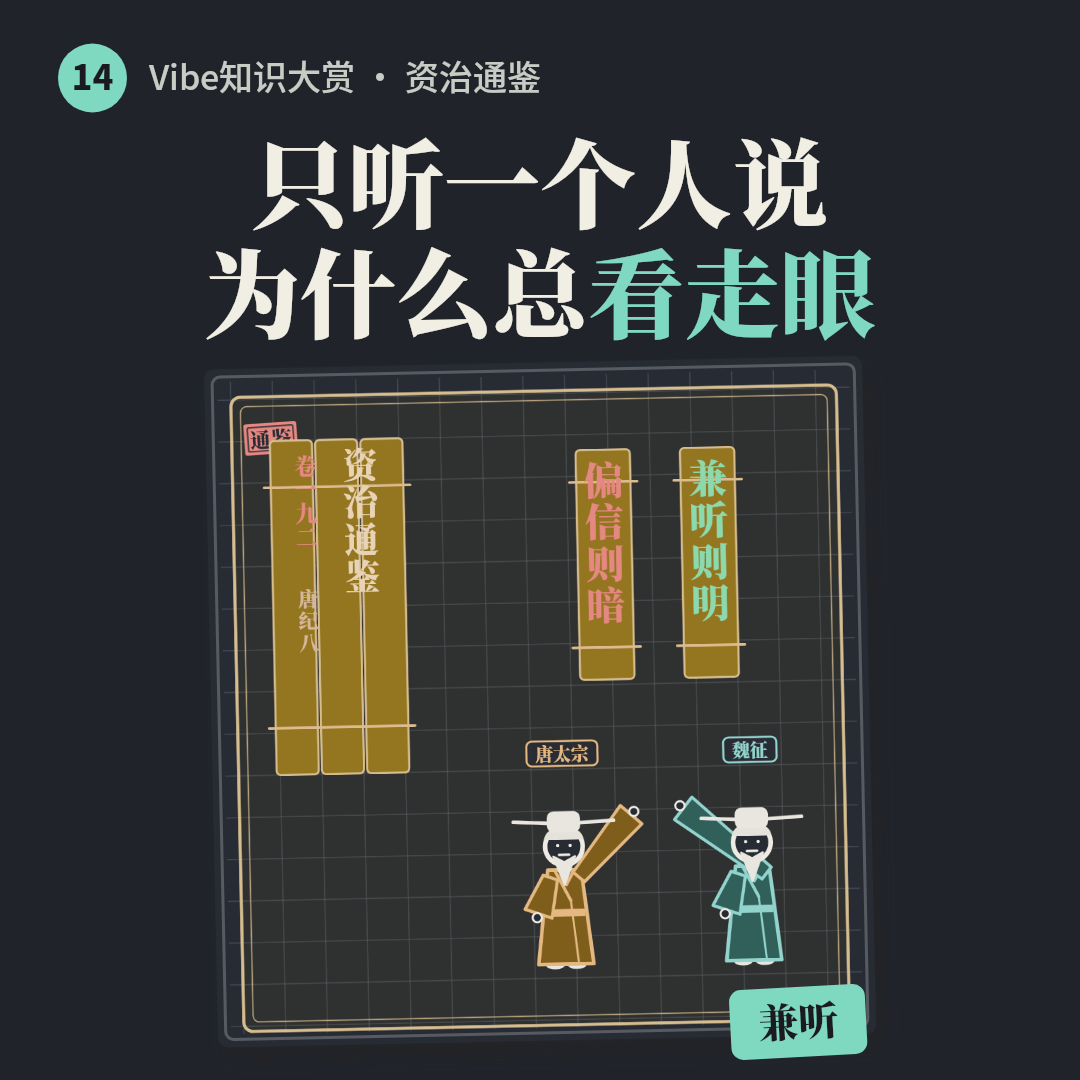 14 Vibe知识大赏 · 资治通鉴
只听一个人说
为什么总看走眼
通鉴
资治通鉴
卷一九二 唐纪八
兼听则明
偏信则暗
唐太宗
魏征
兼听